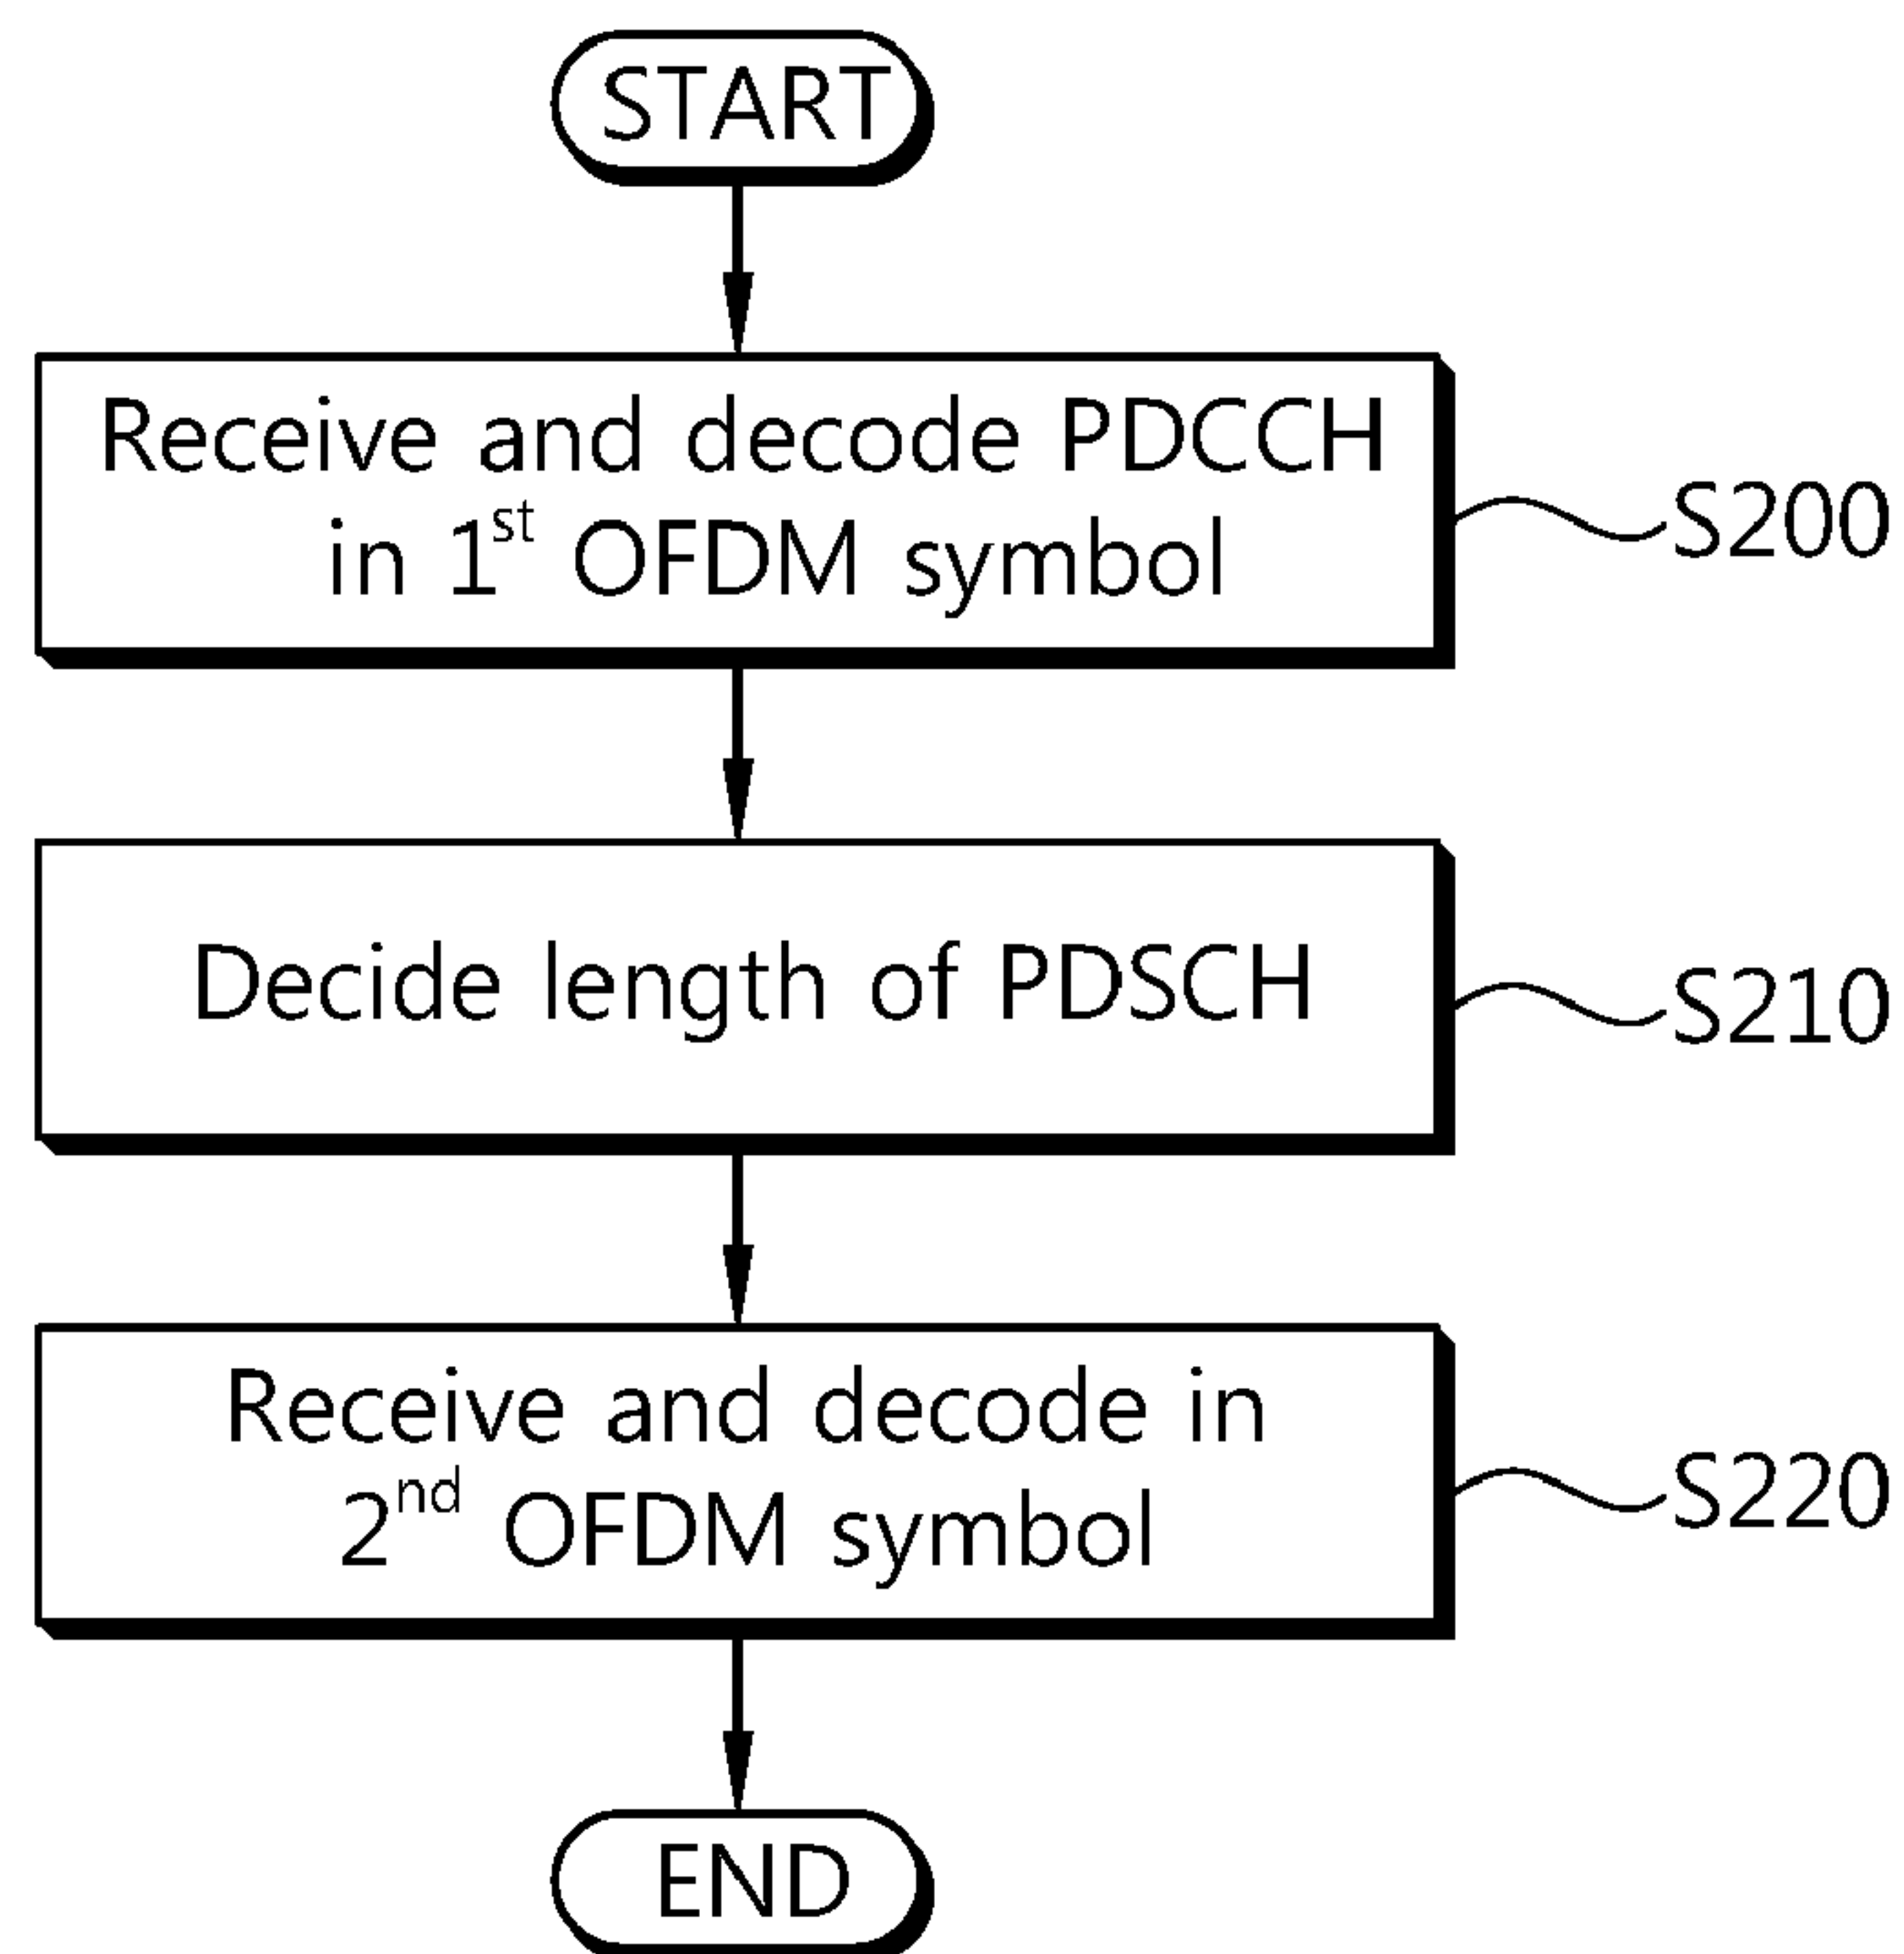 START
Receive and decode PDCCH
in 1st OFDM symbol
S200
Decide length of PDSCH
S210
Receive and decode in
2nd OFDM symbol
S220
END